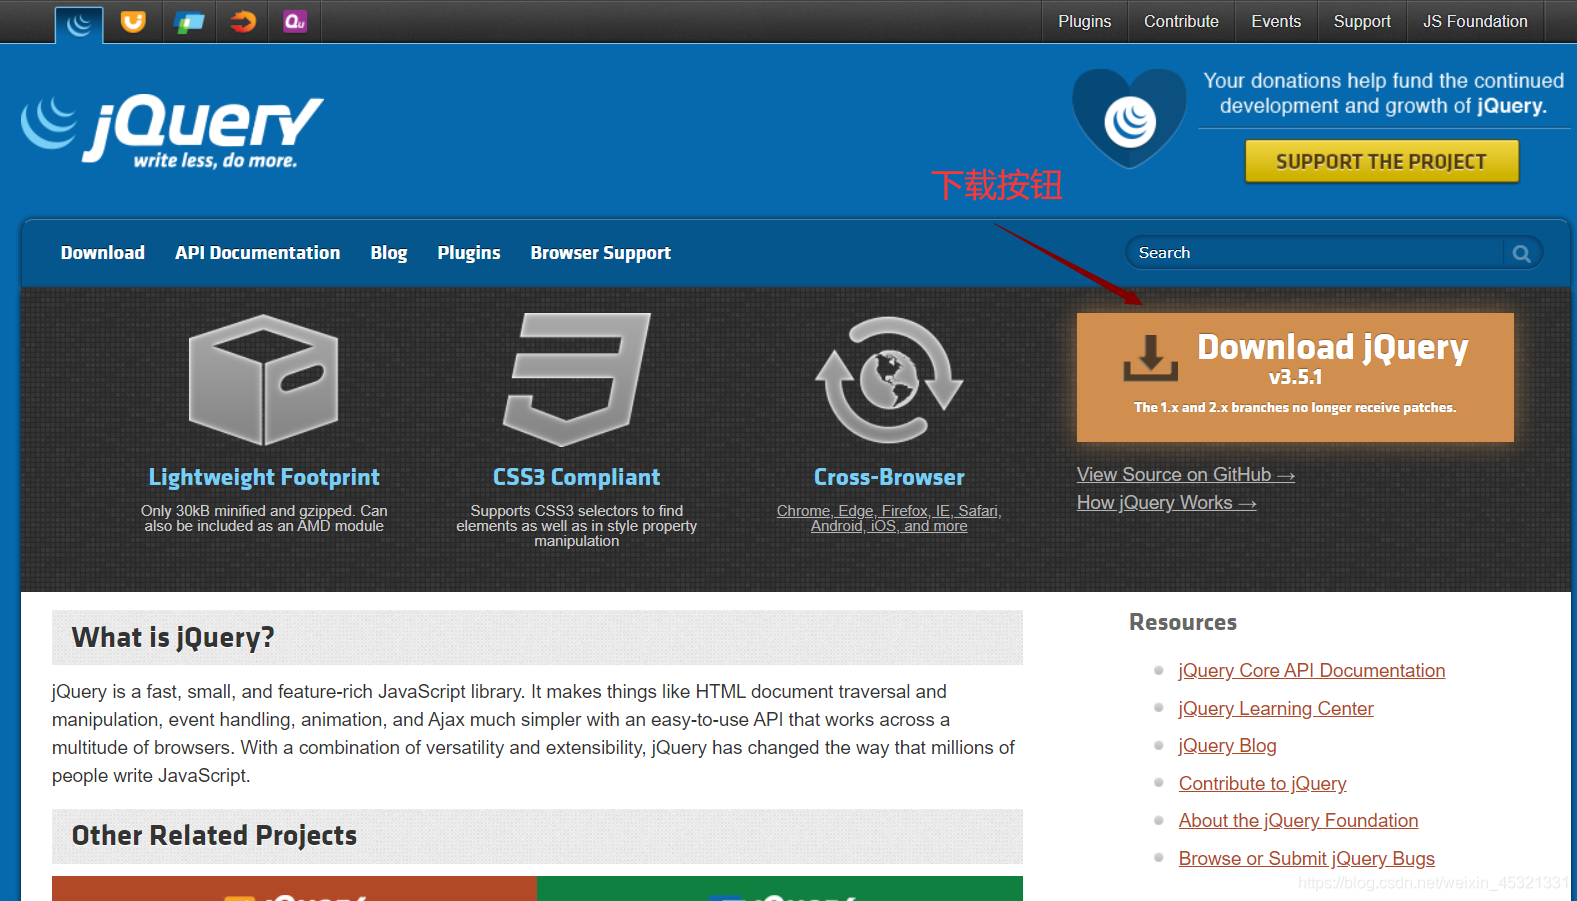 Plugins
Contribute
Events
Support
JS Foundation
Qu
jQuery
write less, do more.
Your donations help fund the continued
development and growth of jQuery.
SUPPORT THE PROJECT
下载按钮
Download
API Documentation
Blog
Plugins
Browser Support
Search
Lightweight Footprint
Only 30kB minified and gzipped. Can
also be included as an AMD module
CSS3 Compliant
Supports CSS3 selectors to find
elements as well as in style property
manipulation
Cross-Browser
Chrome, Edge, Firefox, IE, Safari,
Android, iOS, and more
Download jQuery
v3.5.1
The 1.x and 2.x branches no longer receive patches.
View Source on GitHub →
How jQuery Works →
What is jQuery?
jQuery is a fast, small, and feature-rich JavaScript library. It makes things like HTML document traversal and
manipulation, event handling, animation, and Ajax much simpler with an easy-to-use API that works across a
multitude of browsers. With a combination of versatility and extensibility, jQuery has changed the way that millions of
people write JavaScript.
Other Related Projects
Resources
jQuery Core API Documentation
jQuery Learning Center
jQuery Blog
Contribute to jQuery
About the jQuery Foundation
Browse or Submit jQuery Bugs
https://blog.csdn.net/weixin_45321331